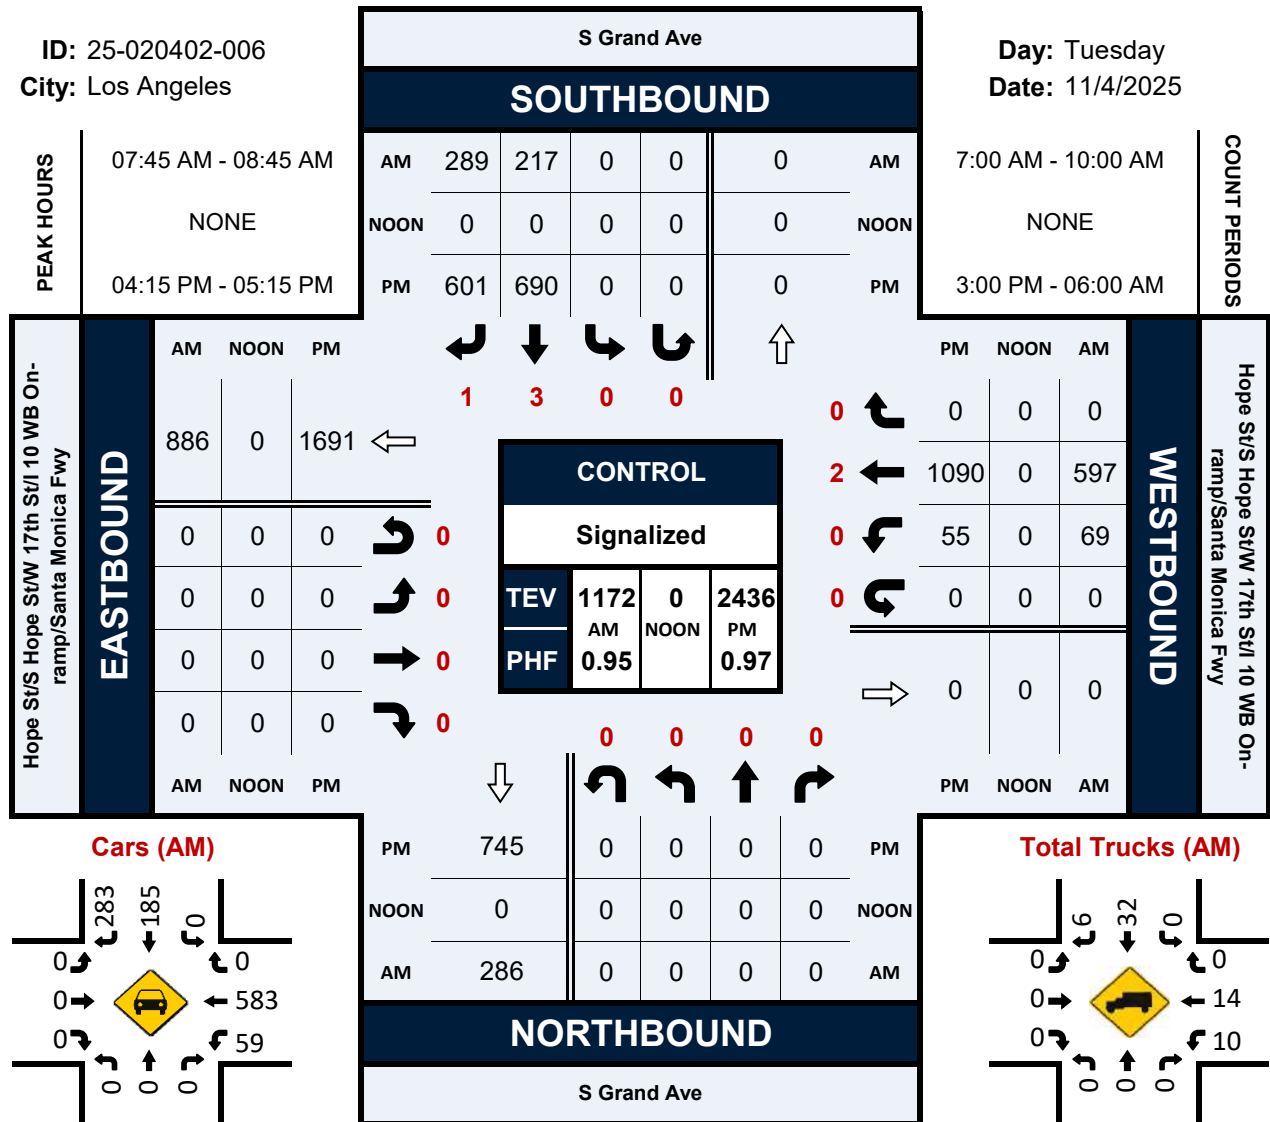 ID: 25-020402-006
City: Los Angeles
S Grand Ave
SOUTHBOUND
Day: Tuesday
Date: 11/4/2025
PEAK HOURS
07:45 AM - 08:45 AM
NONE
04:15 PM - 05:15 PM
AM 289 217 0 0 0 AM
NOON 0 0 0 0 0 NOON
PM 601 690 0 0 0 PM
7:00 AM - 10:00 AM
NONE
3:00 PM - 06:00 AM
COUNT PERIODS
1 3 0 0
Hope St/S Hope St/W 17th St/I 10 WB On-
ramp/Santa Monica Fwy
EASTBOUND
AM NOON PM
886 0 1691
0 0 0 0
0 0 0 0
0 0 0 0
0 0 0 0
AM NOON PM
CONTROL
Signalized
TEV 1172 0 2436
AM NOON PM
PHF 0.95 0.97
PM NOON AM
0 0 0 0
2 1090 0 597
0 55 0 69
0 0 0 0
0 0 0
PM NOON AM
WESTBOUND
Hope St/S Hope St/W 17th St/I 10 WB On-
ramp/Santa Monica Fwy
0 0 0 0
PM 745 0 0 0 0 PM
NOON 0 0 0 0 0 NOON
AM 286 0 0 0 0 AM
NORTHBOUND
S Grand Ave
Cars (AM)
283 185 0
0 0
0 583
0 59
0 0 0
Total Trucks (AM)
6 32 0
0 0
0 14
0 10
0 0 0